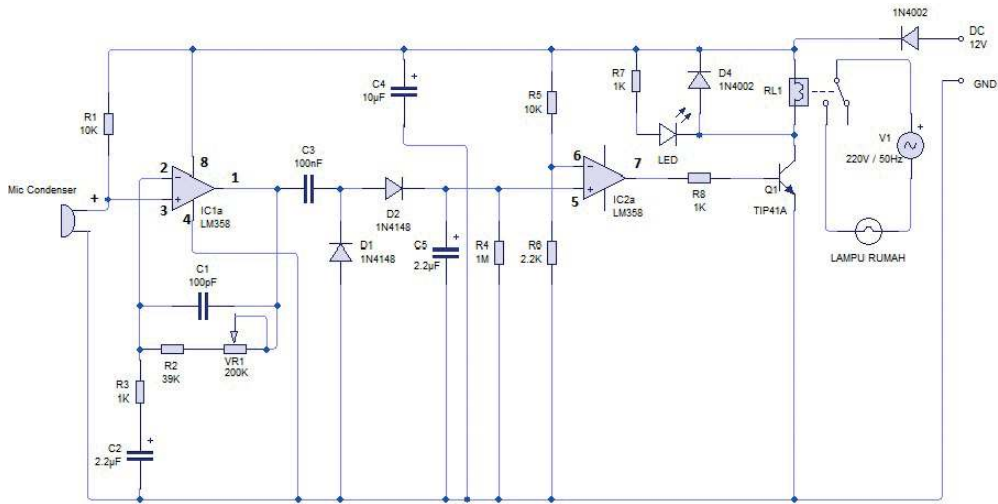 1N4002
DC
12V
GND
R1
10K
C4
10µF
R7
1K
D4
1N4002
RL1
R5
10K
V1
220V / 50Hz
Mic Condenser
+
2
3
8
4
1
IC1a
LM358
C3
100nF
D2
1N4148
D1
1N4148
C5
2.2µF
R4
1M
R6
2.2K
6
5
7
IC2a
LM358
LED
R8
1K
Q1
TIP41A
LAMPU RUMAH
C1
100pF
R2
39K
VR1
200K
R3
1K
C2
2.2µF